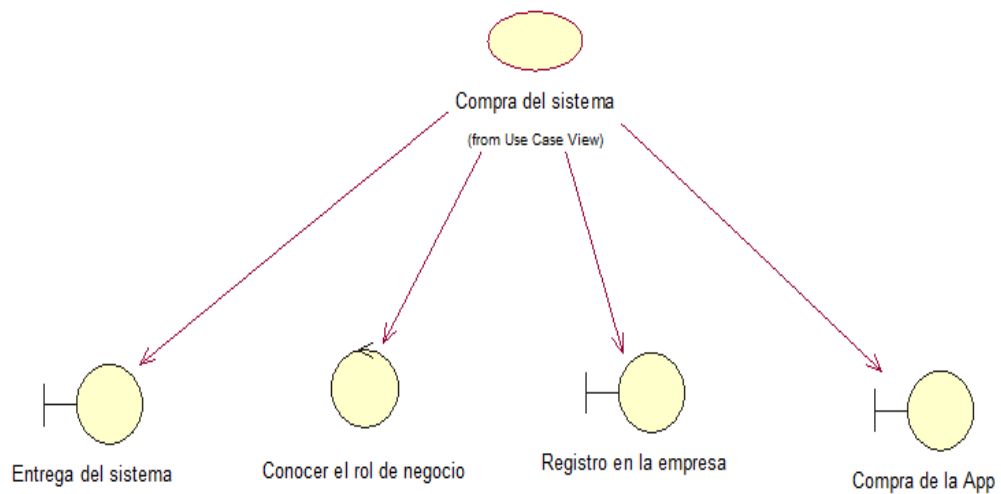 Compra del sistema
(from Use Case View)
Entrega del sistema
Conocer el rol de negocio
Registro en la empresa
Compra de la App